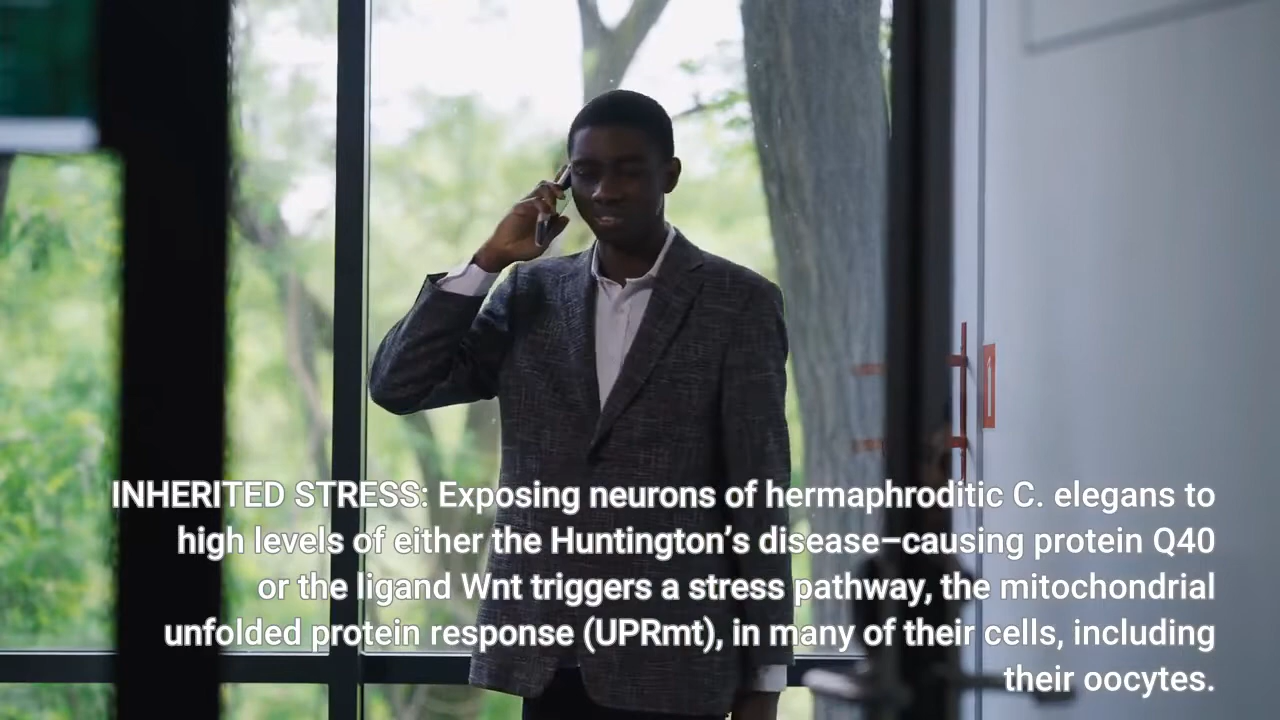 INHERITED STRESS: Exposing neurons of hermaphroditic C. elegans to
high levels of either the Huntington’s disease–causing protein Q40
or the ligand Wnt triggers a stress pathway, the mitochondrial
unfolded protein response (UPRmt), in many of their cells, including
their oocytes.